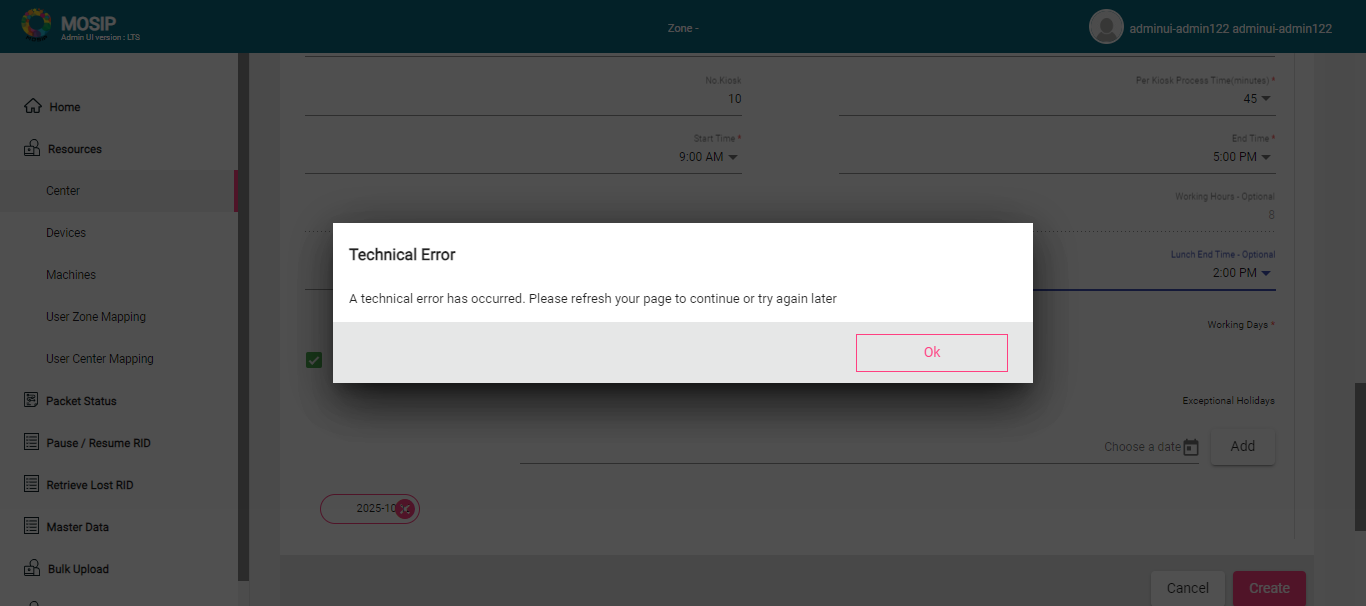 MOSIP
Admin UI version : LTS
Zone -
adminui-admin122 adminui-admin122
Home
Resources
Center
Devices
Machines
User Zone Mapping
User Center Mapping
Packet Status
Pause / Resume RID
Retrieve Lost RID
Master Data
Bulk Upload
No.Kiosk
10
Per Kiosk Process Time(minutes) *
45
Start Time *
9:00 AM
End Time *
5:00 PM
Working Hours - Optional
8
Lunch End Time - Optional
2:00 PM
Technical Error
A technical error has occurred. Please refresh your page to continue or try again later
Ok
Working Days *
Exceptional Holidays
Choose a date
Add
2025-10
Cancel
Create